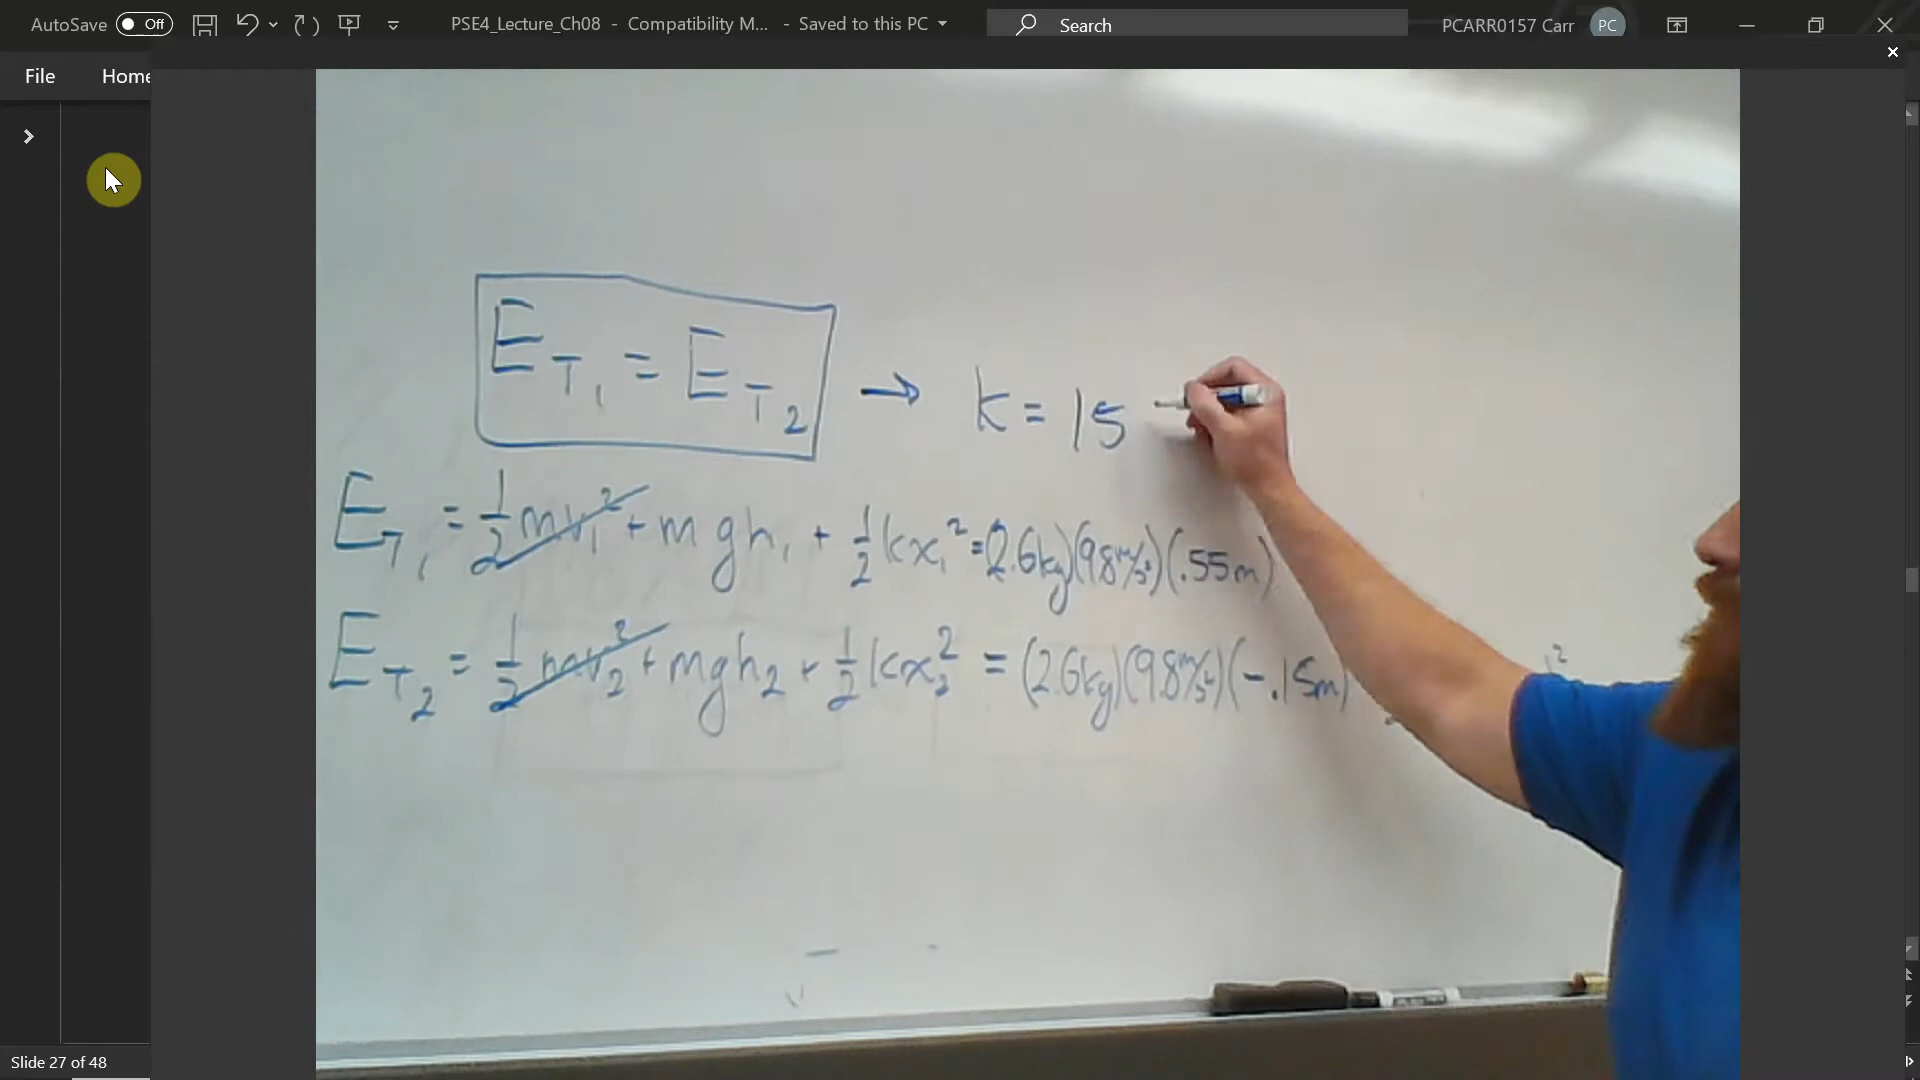 AutoSave Off PSE4_Lecture_Ch08 - Compatibility M... - Saved to this PC Search PCARR0157 Carr PC
File Home
E_T₁ = E_T₂ → k = 15
E_T₁ = ½mv₁² + mgh₁ + ½kx₁² = (2.6kg)(9.8m/s²)(.55m)
E_T₂ = ½mv₂² + mgh₂ + ½kx₂² = (2.6kg)(9.8m/s²)(-.15m)
Slide 27 of 48